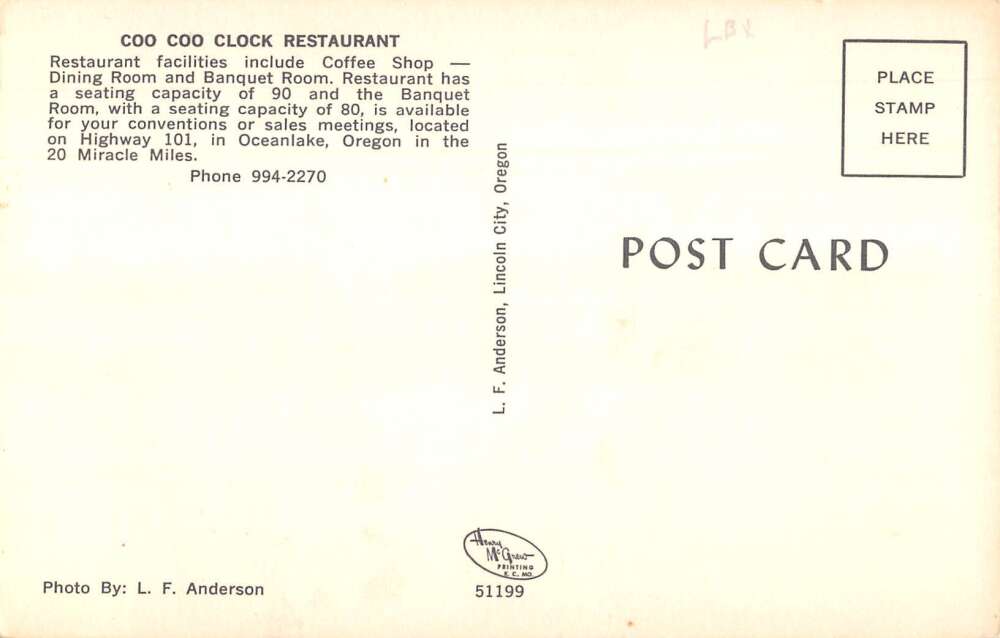 COO COO CLOCK RESTAURANT
Restaurant facilities include Coffee Shop —
Dining Room and Banquet Room. Restaurant has
a seating capacity of 90 and the Banquet
Room, with a seating capacity of 80, is available
for your conventions or sales meetings, located
on Highway 101, in Oceanlake, Oregon in the
20 Miracle Miles.
Phone 994-2270
Photo By: L. F. Anderson
L. F. Anderson, Lincoln City, Oregon
Henry
McGrew
PRINTING
K. C. MO.
51199
PLACE
STAMP
HERE
POST CARD